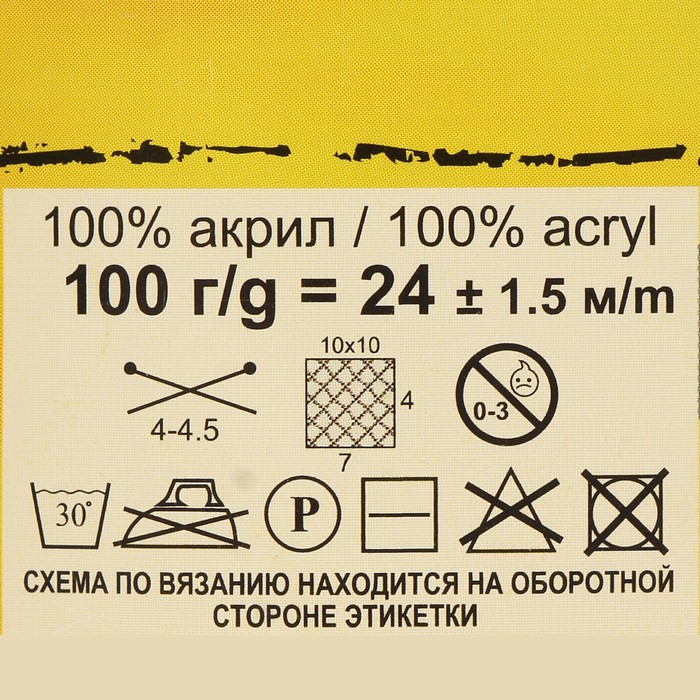 100% акрил / 100% acryl
100 г/g = 24 ± 1.5 м/m
10x10
4-4.5
4
0-3
7
30°
P
СХЕМА ПО ВЯЗАНИЮ НАХОДИТСЯ НА ОБОРОТНОЙ
СТОРОНЕ ЭТИКЕТКИ